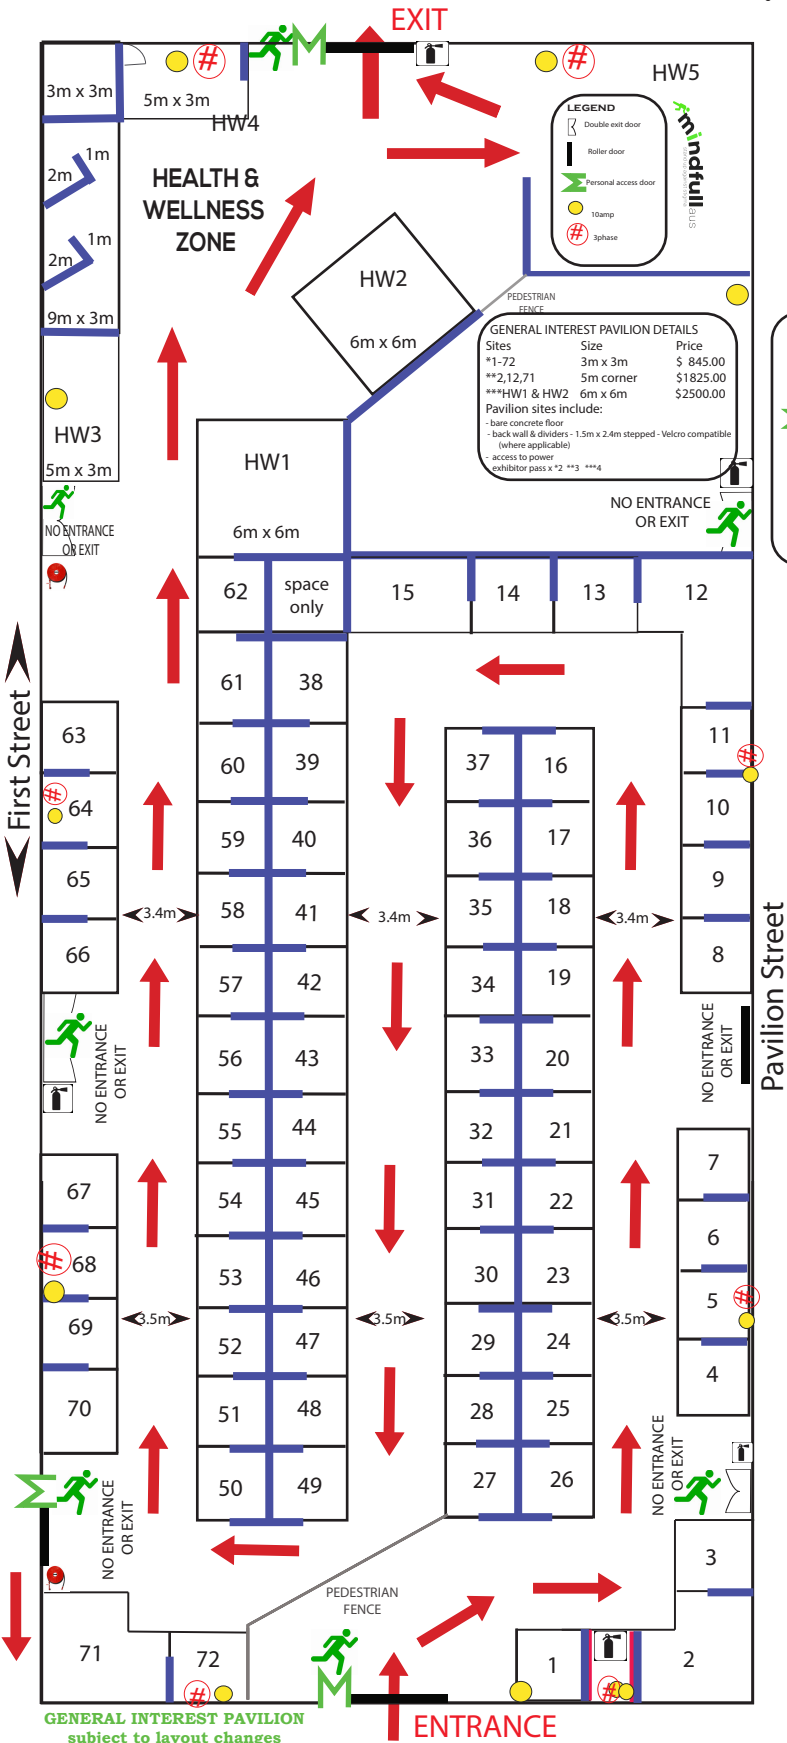 EXIT
HW5
3m x 3m
5m x 3m
HW4
LEGEND
Double exit door
Roller door
Personal access door
10amp
3phase
mindfull
aus
1m
2m
HEALTH &
WELLNESS
ZONE
1m
2m
9m x 3m
HW2
6m x 6m
PEDESTRIAN
FENCE
GENERAL INTEREST PAVILION DETAILS
Sites Size Price
*1-72 3m x 3m $ 845.00
**2,12,71 5m corner $1825.00
***HW1 & HW2 6m x 6m $2500.00
Pavilion sites include:
- bare concrete floor
- back wall & dividers - 1.5m x 2.4m stepped - Velcro compatible
(where applicable)
- access to power
exhibitor pass x *2 **3 ***4
HW3
5m x 3m
HW1
6m x 6m
NO ENTRANCE
OR EXIT
NO ENTRANCE
OR EXIT
62
space
only
15
14
13
12
61
38
First Street
63
60
39
37
16
11
64
59
40
36
17
10
65
58
41
35
18
9
3.4m
3.4m
3.4m
66
57
42
34
19
8
Pavilion Street
NO ENTRANCE
OR EXIT
56
43
33
20
NO ENTRANCE
OR EXIT
55
44
32
21
7
67
54
45
31
22
6
68
53
46
30
23
5
3.5m
3.5m
3.5m
69
52
47
29
24
4
70
51
48
28
25
50
49
27
26
NO ENTRANCE
OR EXIT
NO ENTRANCE
OR EXIT
3
PEDESTRIAN
FENCE
71
72
1
2
GENERAL INTEREST PAVILION
subject to layout changes
ENTRANCE